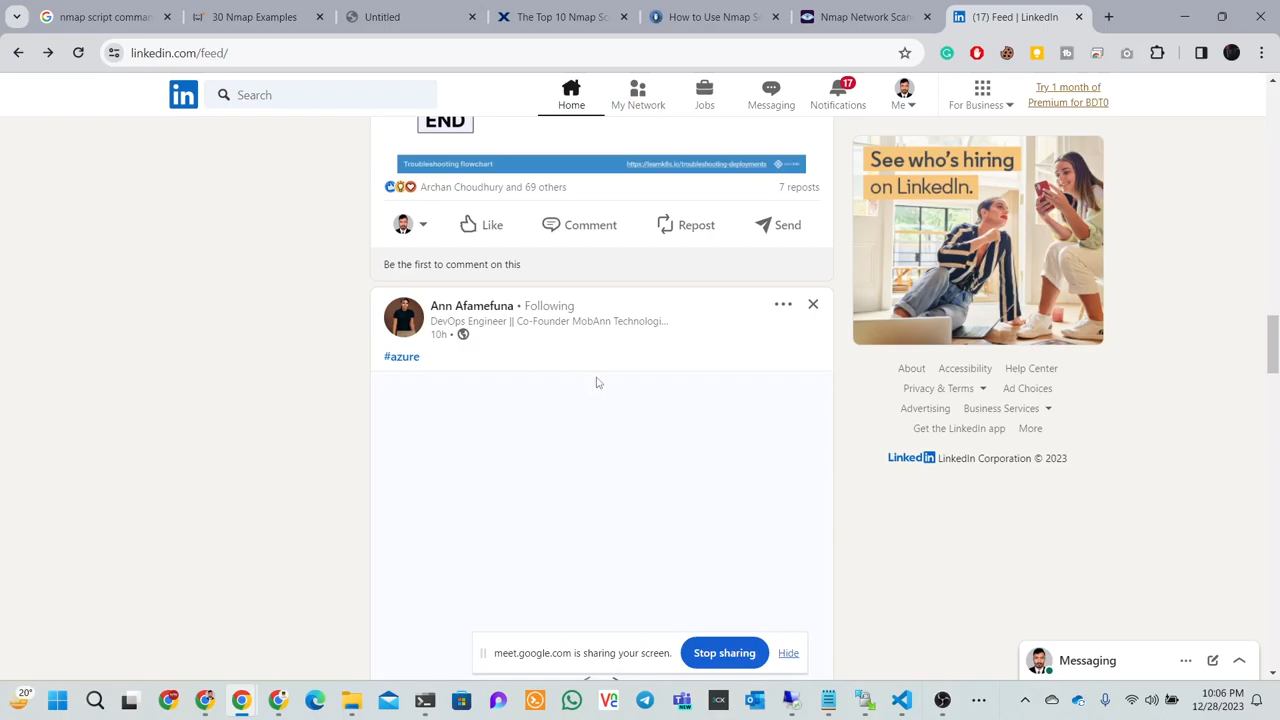 nmap comman
30 Nmap Examples
Untitled
The Top 10 Nmap Sc
How to Use Nmap S
Nmap Scan
(17) Feed | LinkedIn
linkedin.com/feed/
Search
Home
My Network
Jobs
Messaging
17
Notifications
Me
For Business
Try 1 month of
Premium for BDT0
END
Troubleshooting flowchart
https://learnk8s.io/troubleshooting-deployments
Archan Choudhury and 69 others
7 reposts
Like
Comment
Repost
Send
Be the first to comment on this
Ann Afamefuna • Following
DevOps Engineer || Co-Founder MobAnn Technologi...
10h •
#azure
See who's hiring
on LinkedIn.
About
Accessibility
Help Center
Privacy & Terms
Ad Choices
Advertising
Business Services
Get the LinkedIn app
More
LinkedIn LinkedIn Corporation © 2023
meet.google.com is sharing your screen.
Stop sharing
Hide
Messaging
20°
10:06 PM
12/28/2023